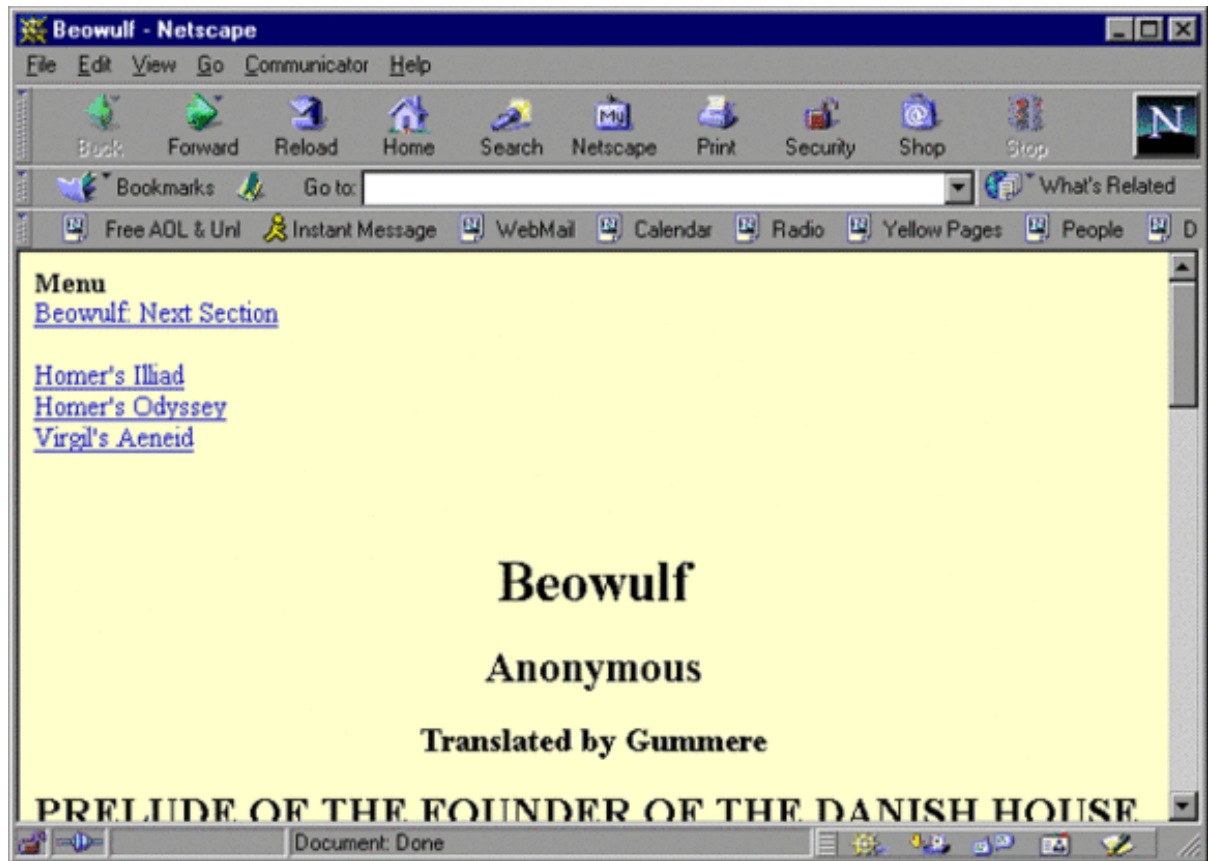 Beowulf - Netscape
File Edit View Go Communicator Help
My
N
Back Forward Reload Home Search Netscape Print Security Shop Stop
Bookmarks Go to: What's Related
Free AOL & Unl Instant Message WebMail Calendar Radio Yellow Pages People D
Menu
Beowulf: Next Section
Homer's Illiad
Homer's Odyssey
Virgil's Aeneid
Beowulf
Anonymous
Translated by Gummere
PRELUDE OF THE FOUNDER OF THE DANISH HOUSE
Document: Done